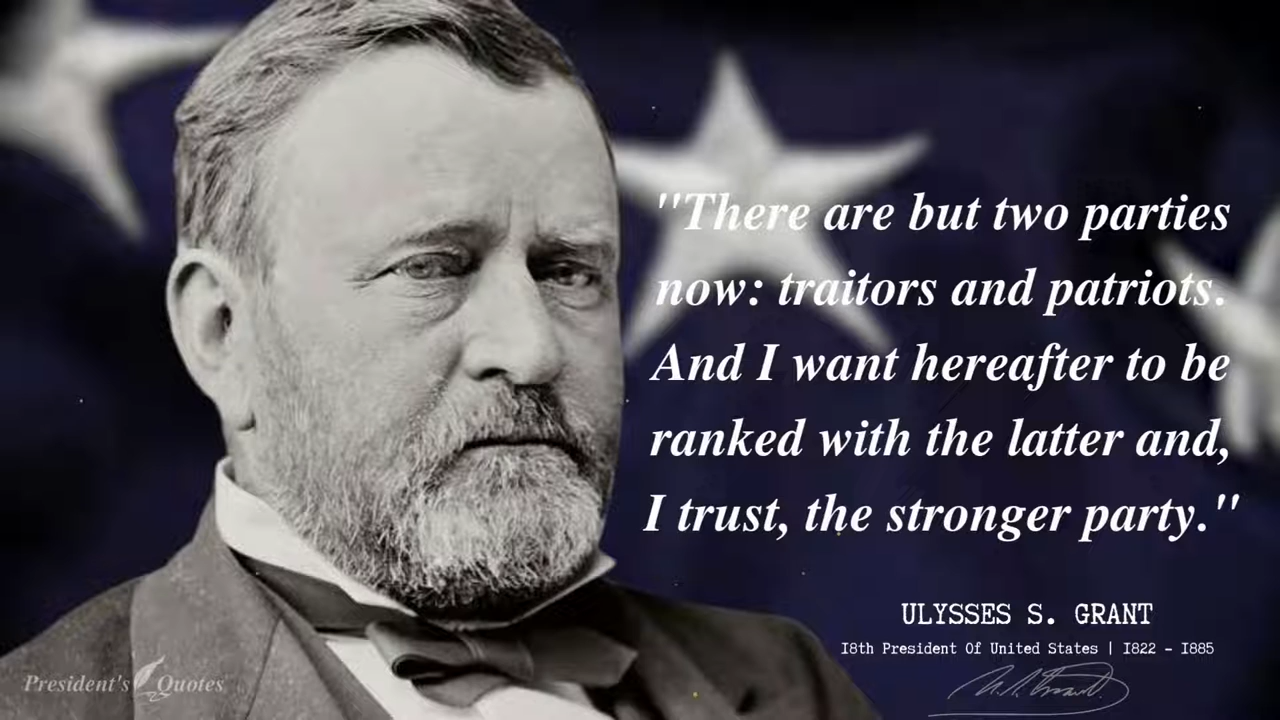 "There are but two parties
now: traitors and patriots.
And I want hereafter to be
ranked with the latter and,
I trust, the stronger party."
ULYSSES S. GRANT
18th President Of United States | 1822 - 1885
President's Quotes